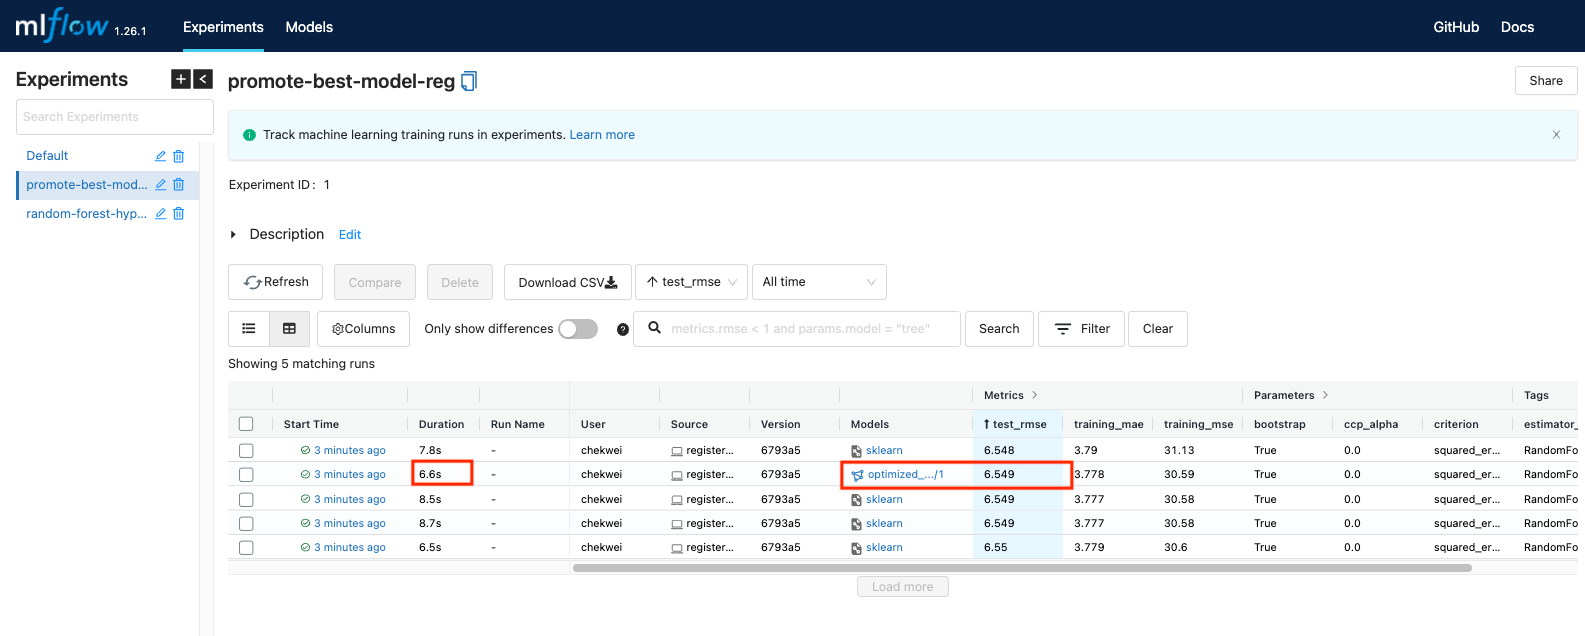 mlflow 1.26.1 Experiments Models GitHub Docs
Experiments + < promote-best-model-reg Share
Search Experiments
Default
promote-best-mod...
random-forest-hyp...
Track machine learning training runs in experiments. Learn more
Experiment ID: 1
Description Edit
Refresh Compare Delete Download CSV ↑ test_rmse All time
Columns Only show differences ? metrics.rmse < 1 and params.model = "tree" Search Filter Clear
Showing 5 matching runs
Metrics > Parameters > Tags
Start Time Duration Run Name User Source Version Models ↑ test_rmse training_mae training_mse bootstrap ccp_alpha criterion estimator_
3 minutes ago 7.8s - chekwei register... 6793a5 sklearn 6.548 3.79 31.13 True 0.0 squared_er... RandomFo
3 minutes ago 6.6s - chekwei register... 6793a5 optimized_.../1 6.549 3.778 30.59 True 0.0 squared_er... RandomFo
3 minutes ago 8.5s - chekwei register... 6793a5 sklearn 6.549 3.777 30.58 True 0.0 squared_er... RandomFo
3 minutes ago 8.7s - chekwei register... 6793a5 sklearn 6.549 3.777 30.58 True 0.0 squared_er... RandomFo
3 minutes ago 6.5s - chekwei register... 6793a5 sklearn 6.55 3.779 30.6 True 0.0 squared_er... RandomFo
Load more